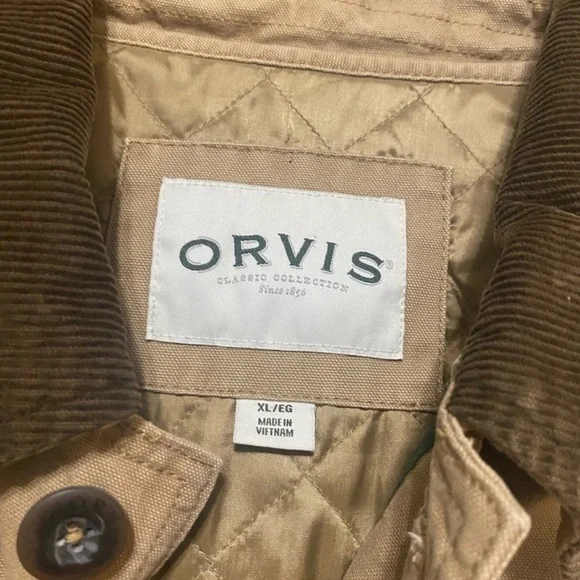 ORVIS®
CLASSIC COLLECTION
Since 1856
XL/EG
MADE IN
VIETNAM